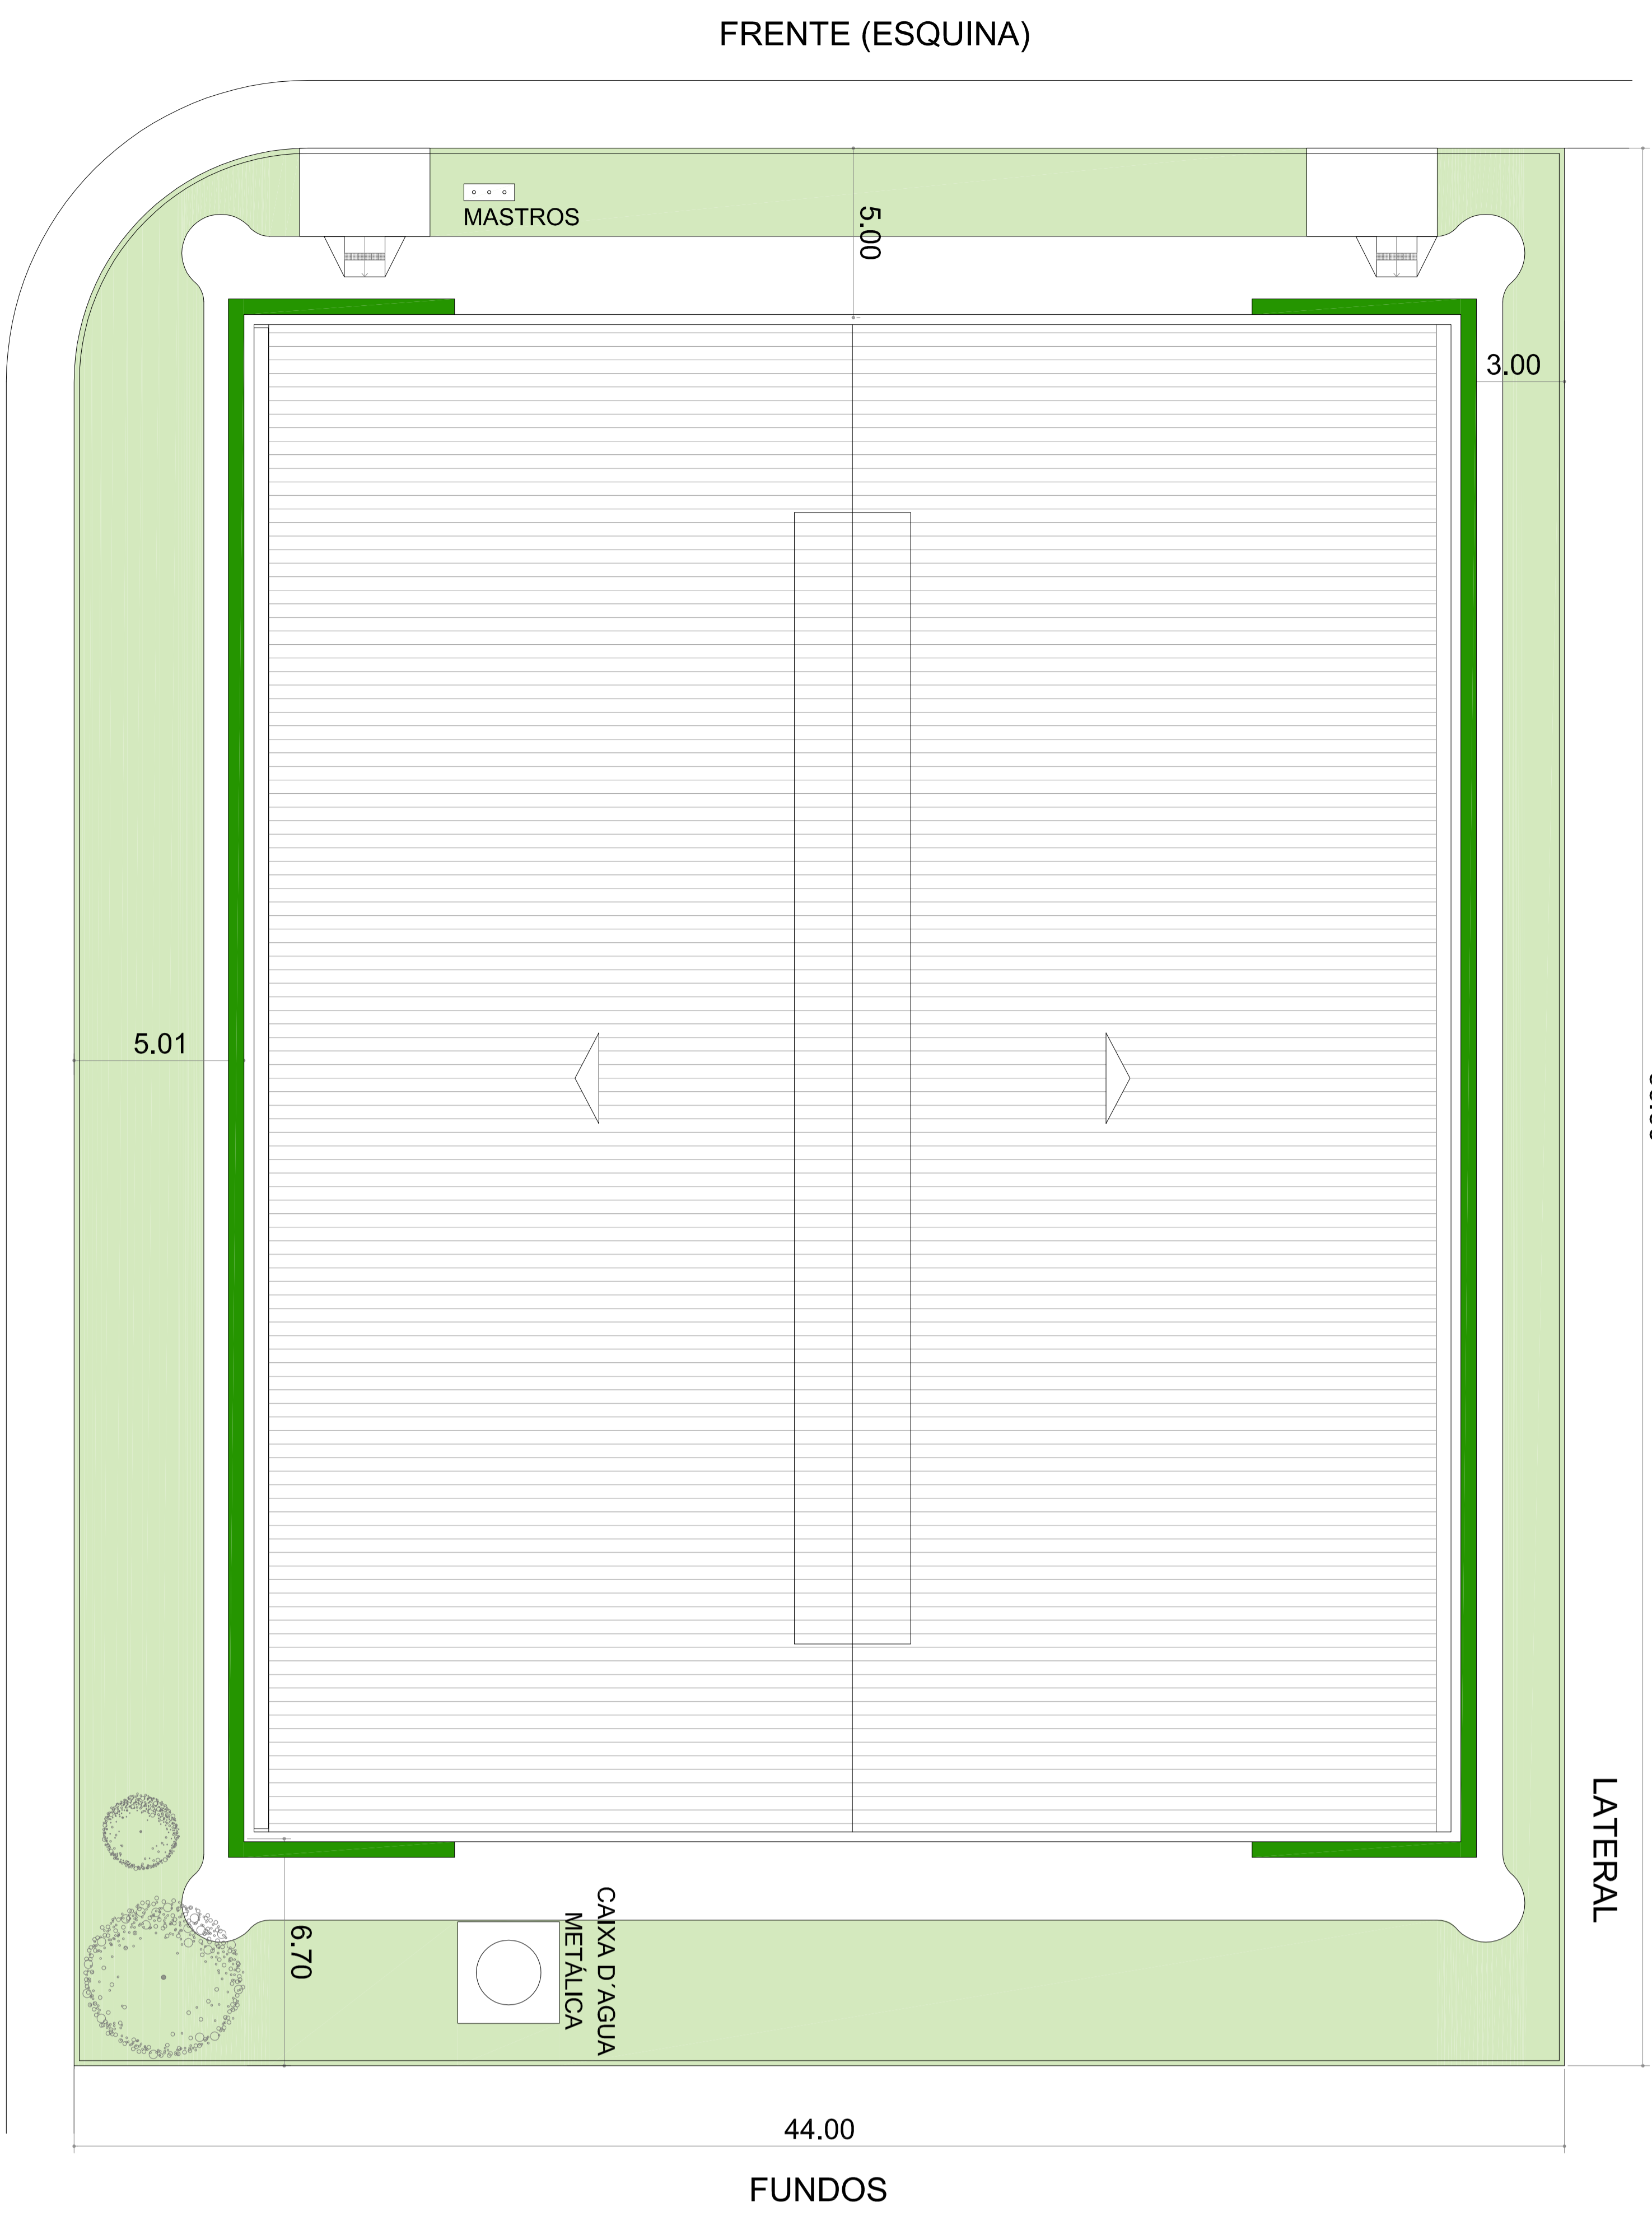 FRENTE (ESQUINA)
MASTROS
5.00
3.00
5.01
LATERAL
CAIXA D´AGUA
METÁLICA
6.70
44.00
FUNDOS